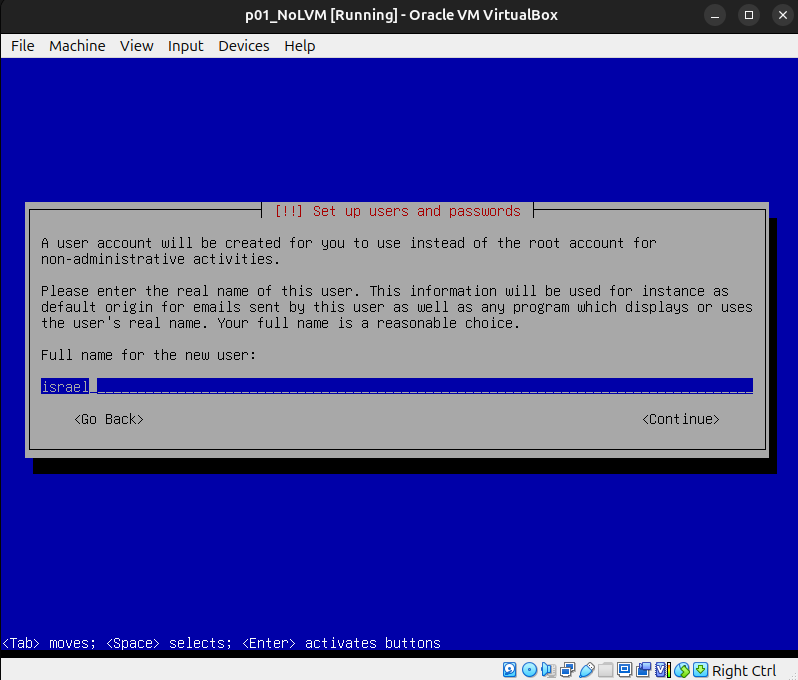 p01_NoLVM [Running] - Oracle VM VirtualBox
File Machine View Input Devices Help
[!!] Set up users and passwords
A user account will be created for you to use instead of the root account for
non-administrative activities.
Please enter the real name of this user. This information will be used for instance as
default origin for emails sent by this user as well as any program which displays or uses
the user's real name. Your full name is a reasonable choice.
Full name for the new user:
israel
<Go Back> <Continue>
<Tab> moves; <Space> selects; <Enter> activates buttons
Right Ctrl